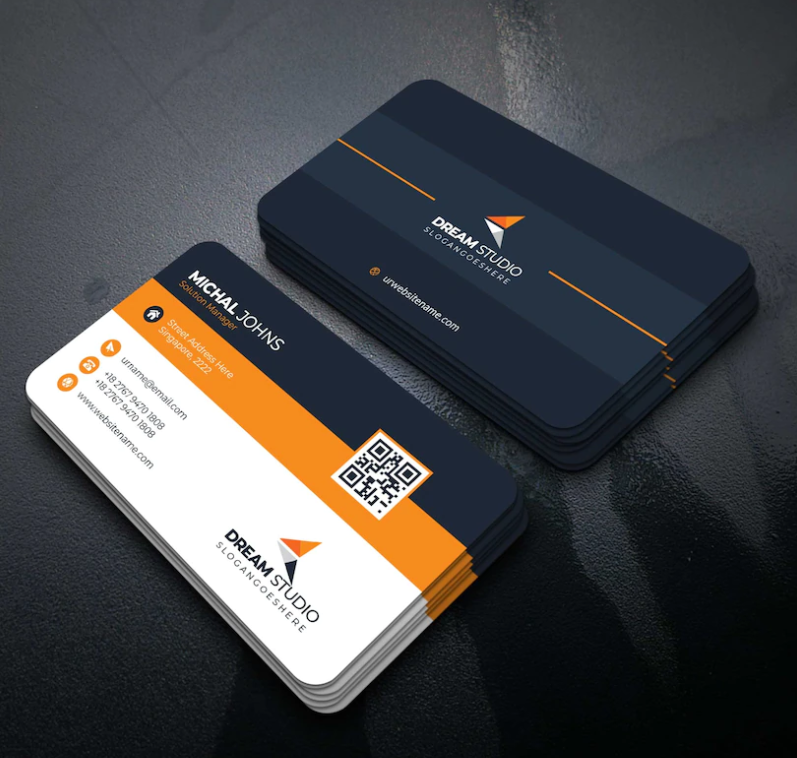 DREAM STUDIO
SLOGANGOESHERE
urwebsitename.com
MICHAL JOHNS
Solution Manager
Street Address Here
Singapore, 2222
urname@email.com
+18 2767 9470 1808
+18 2767 9470 1808
www.websitename.com
DREAM STUDIO
SLOGANGOESHERE